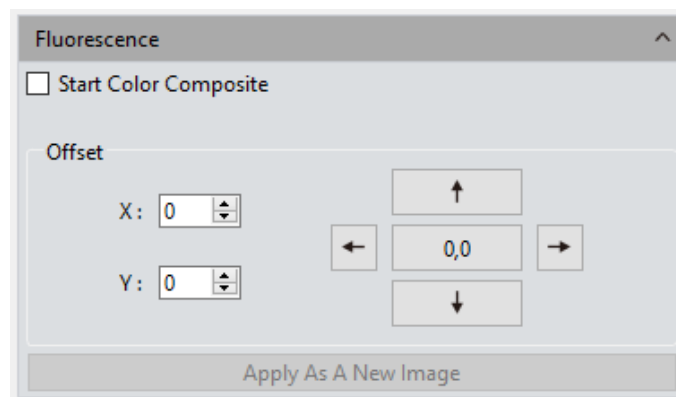 Fluorescence
Start Color Composite
Offset
X: 0
0,0
Y: 0
Apply As A New Image